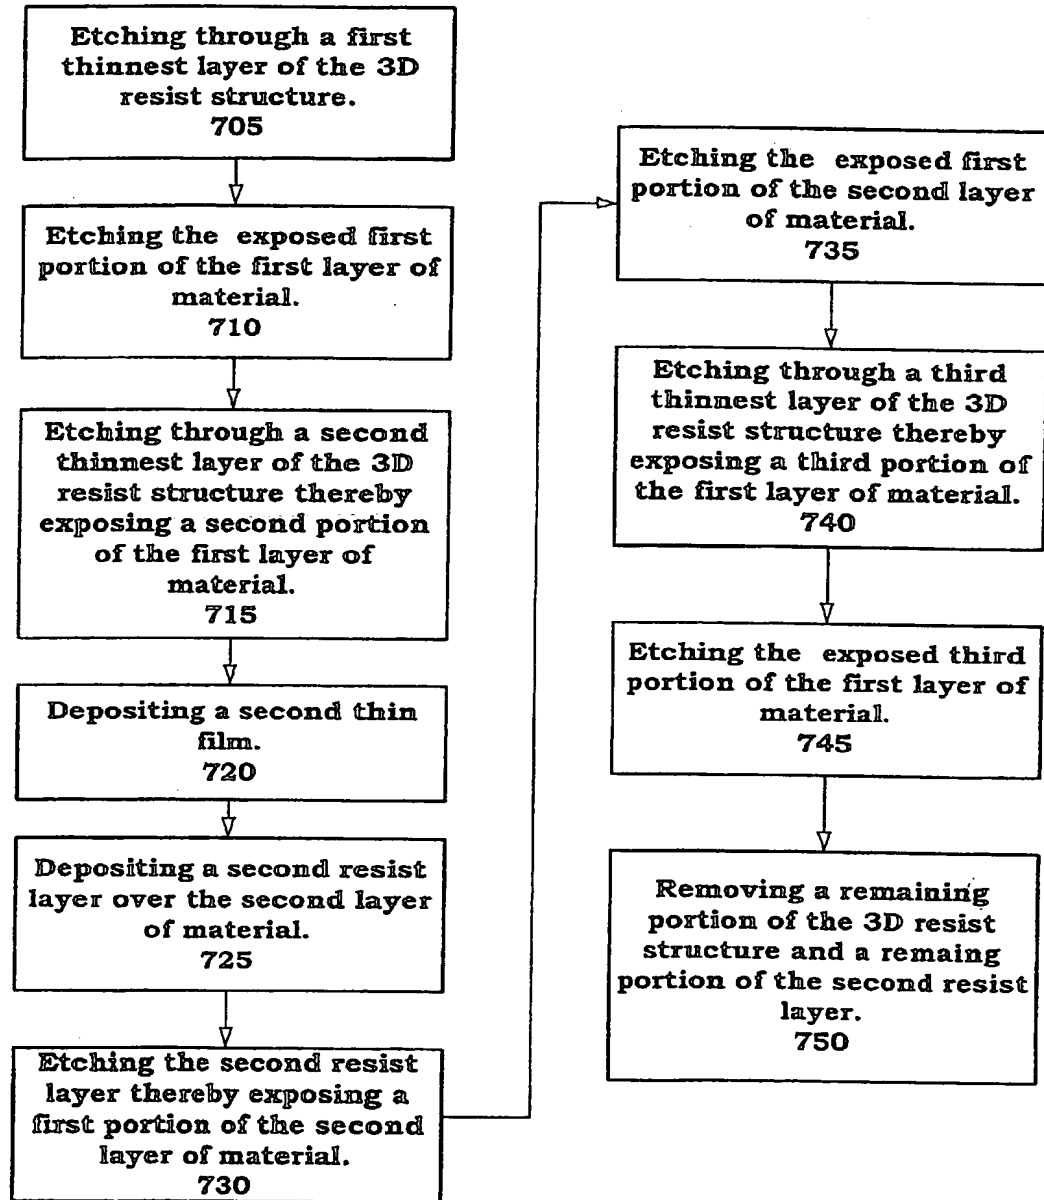 Etching through a first
thinnest layer of the 3D
resist structure.
705
Etching the exposed first
portion of the first layer of
material.
710
Etching through a second
thinnest layer of the 3D
resist structure thereby
exposing a second portion
of the first layer of
material.
715
Depositing a second thin
film.
720
Depositing a second resist
layer over the second layer
of material.
725
Etching the second resist
layer thereby exposing a
first portion of the second
layer of material.
730
Etching the exposed first
portion of the second layer
of material.
735
Etching through a third
thinnest layer of the 3D
resist structure thereby
exposing a third portion of
the first layer of material.
740
Etching the exposed third
portion of the first layer of
material.
745
Removing a remaining
portion of the 3D resist
structure and a remaing
portion of the second resist
layer.
750